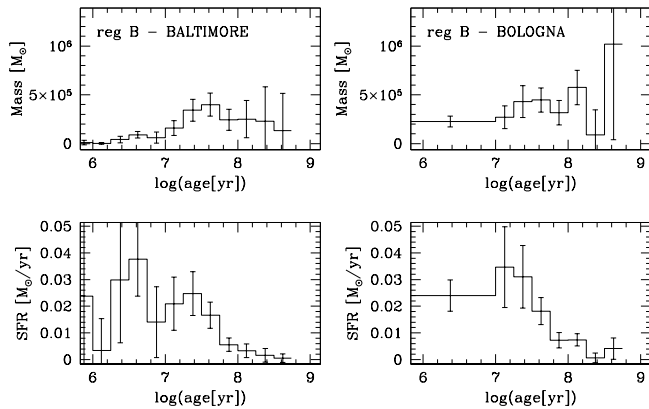 reg B – BALTIMORE
Mass [M⊙]
10⁶
5×10⁵
0
6 7 8 9
log(age[yr])
reg B – BOLOGNA
Mass [M⊙]
10⁶
5×10⁵
0
6 7 8 9
log(age[yr])
SFR [M⊙/yr]
0.05
0.04
0.03
0.02
0.01
0
6 7 8 9
log(age[yr])
SFR [M⊙/yr]
0.05
0.04
0.03
0.02
0.01
0
6 7 8 9
log(age[yr])